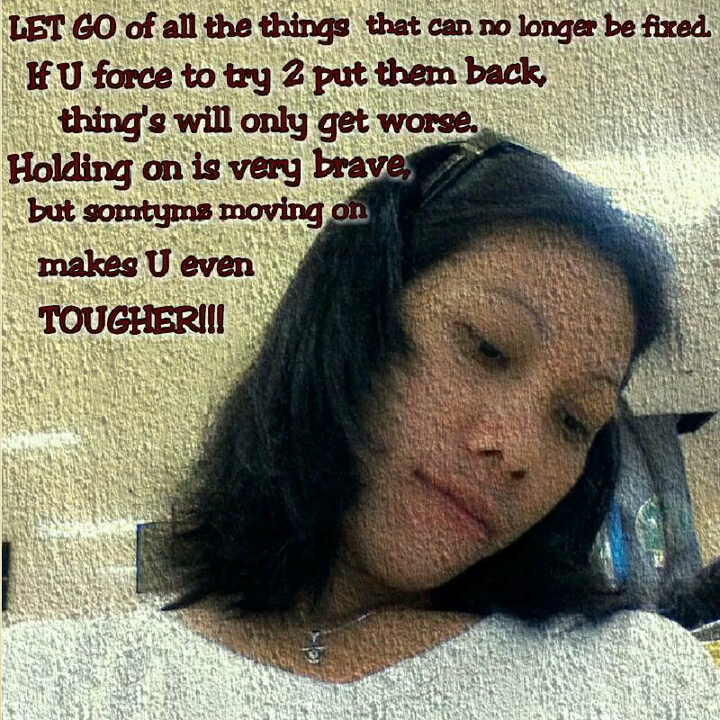 LET GO of all the things that can no longer be fixed.
If U force to try 2 put them back,
thing's will only get worse.
Holding on is very brave,
but somtymz moving on
makes U even
TOUGHER!!!